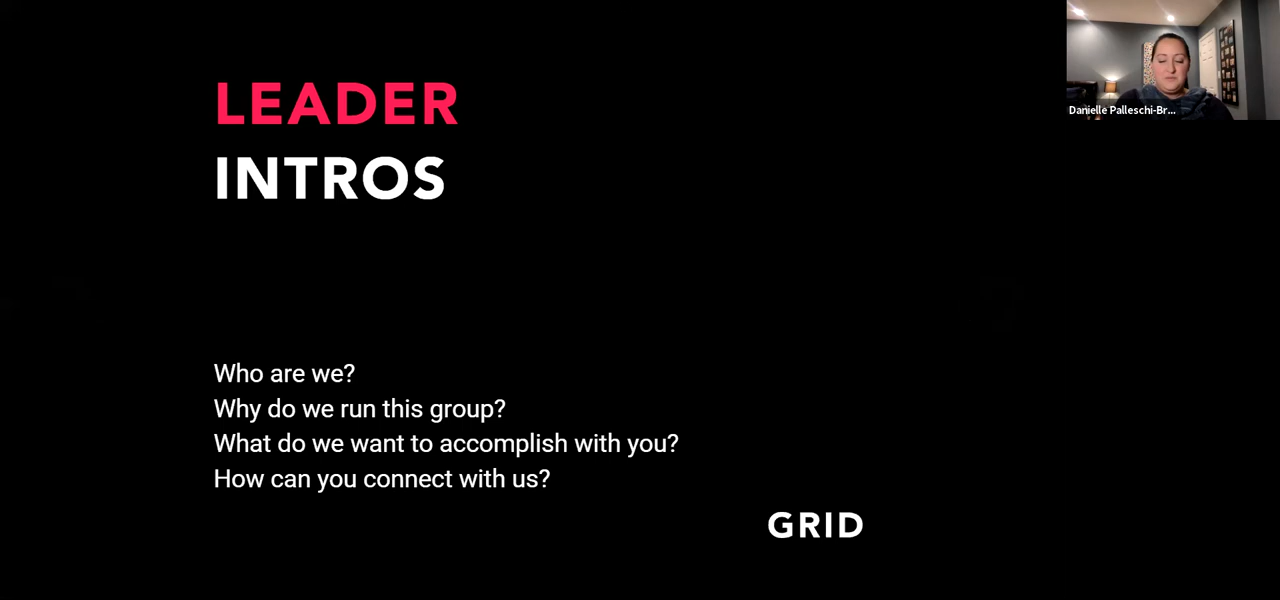 LEADER
INTROS
Danielle Palleschi-Br...
Who are we?
Why do we run this group?
What do we want to accomplish with you?
How can you connect with us?
GRID